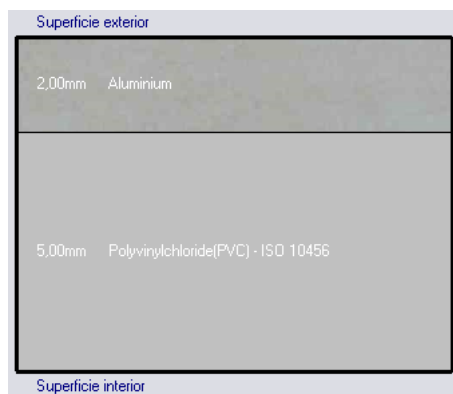 Superficie exterior
2,00mm Aluminium
5,00mm Polyvinylchloride(PVC) - ISO 10456
Superficie interior